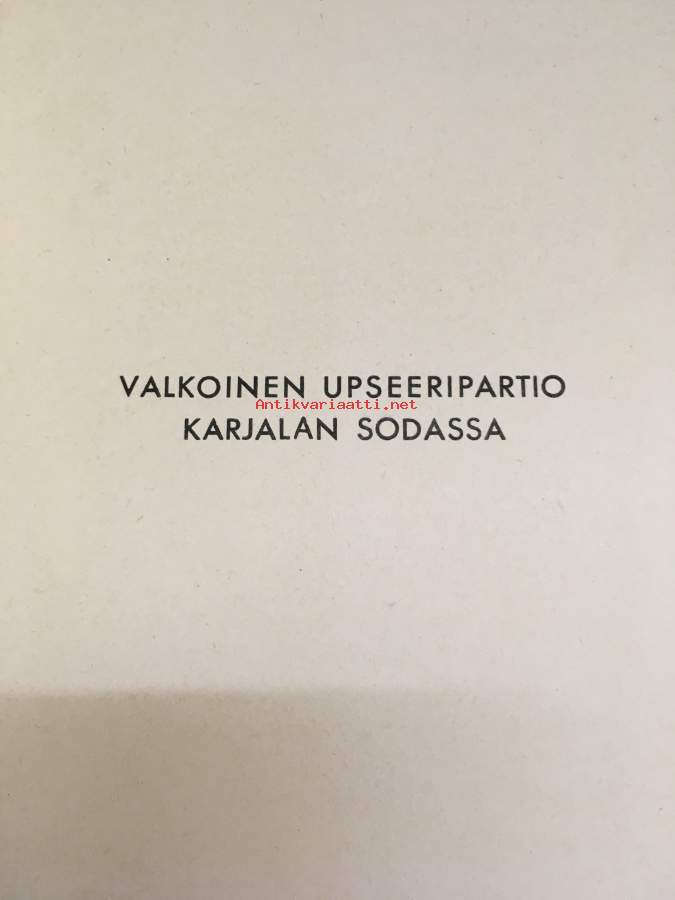 VALKOINEN UPSEERIPARTIO
Antikvariaatti.net
KARJALAN SODASSA